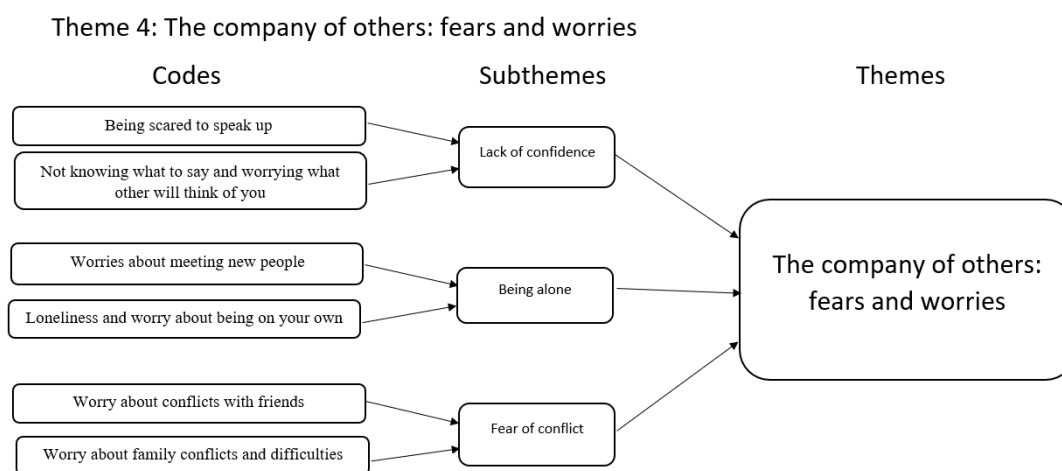 Theme 4: The company of others: fears and worries
Codes
Subthemes
Themes
Being scared to speak up
Not knowing what to say and worrying what
other will think of you
Lack of confidence
Worries about meeting new people
Loneliness and worry about being on your own
Being alone
Worry about conflicts with friends
Worry about family conflicts and difficulties
Fear of conflict
The company of others:
fears and worries